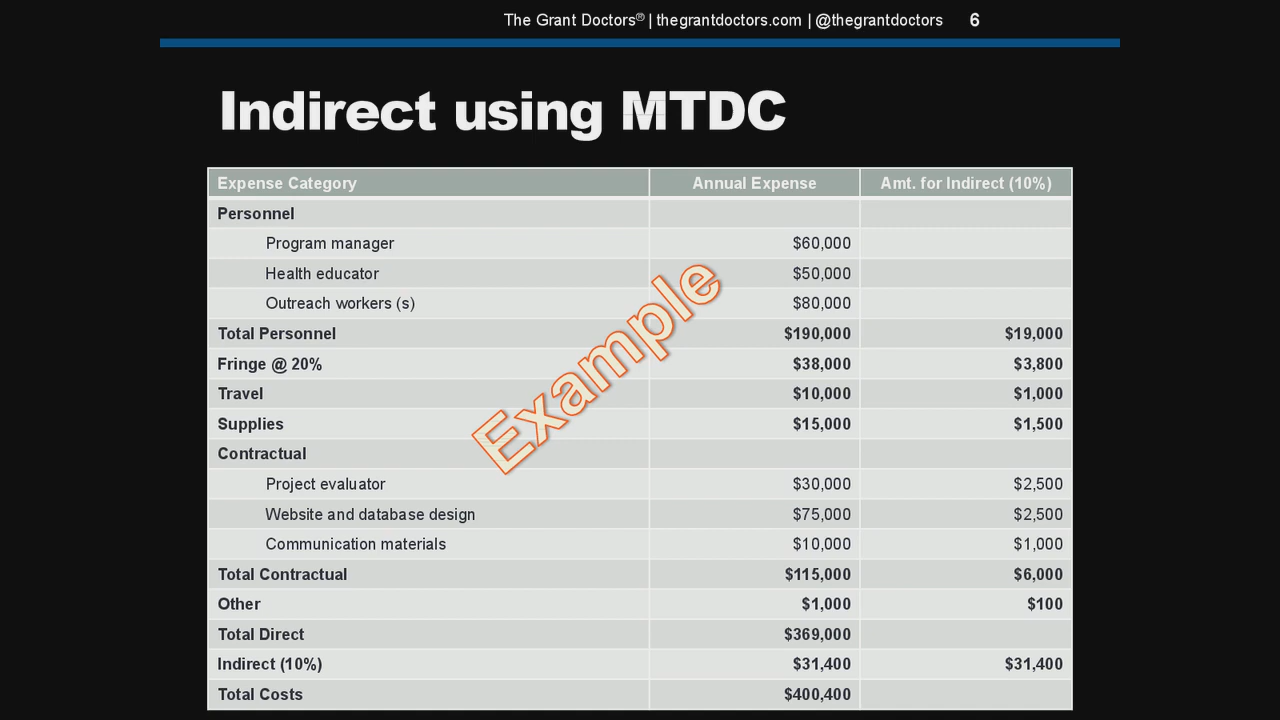 The Grant Doctors® | thegrantdoctors.com | @thegrantdoctors 6
Indirect using MTDC
Expense Category Annual Expense Amt. for Indirect (10%)
Personnel
Program manager $60,000
Health educator $50,000
Outreach workers (s) $80,000
Total Personnel $190,000 $19,000
Fringe @ 20% $38,000 $3,800
Travel $10,000 $1,000
Supplies $15,000 $1,500
Contractual
Project evaluator $30,000 $2,500
Website and database design $75,000 $2,500
Communication materials $10,000 $1,000
Total Contractual $115,000 $6,000
Other $1,000 $100
Total Direct $369,000
Indirect (10%) $31,400 $31,400
Total Costs $400,400
Example